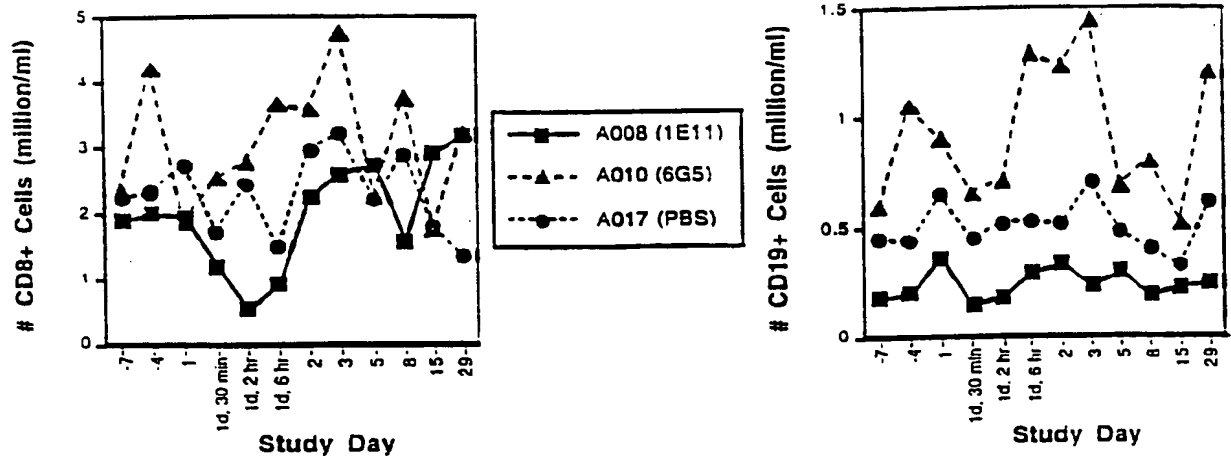 # CD8+ Cells (million/ml)
5
4
3
2
1
0
-7
-4
1
1d, 30 min
1d, 2 hr
1d, 6 hr
2
3
5
8
15
29
Study Day
A008 (1E11)
A010 (6G5)
A017 (PBS)
# CD19+ Cells (million/ml)
1.5
1
0.5
0
-7
-4
1
1d, 30 min
1d, 2 hr
1d, 6 hr
2
3
5
8
15
29
Study Day